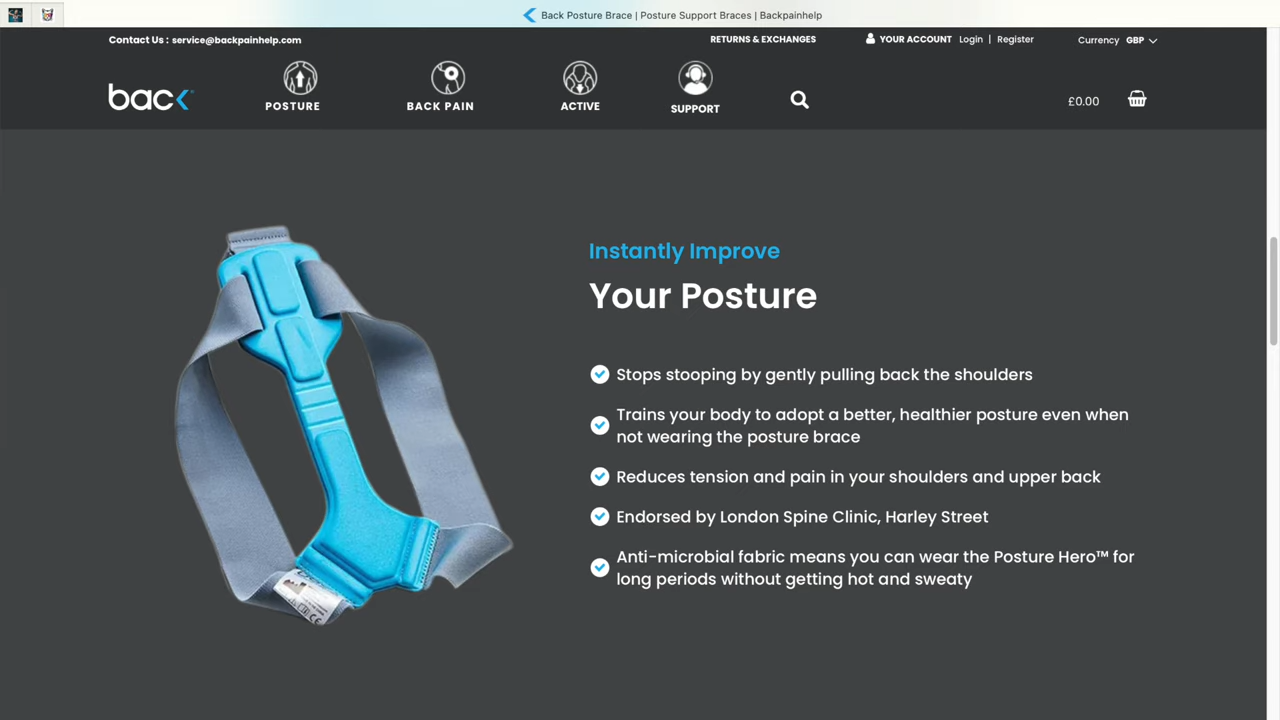 Back Posture Brace | Posture Support Braces | Backpainhelp
Contact Us : service@backpainhelp.com
RETURNS & EXCHANGES
YOUR ACCOUNT Login | Register
Currency GBP
back
POSTURE
BACK PAIN
ACTIVE
SUPPORT
£0.00
Instantly Improve
Your Posture
Stops stooping by gently pulling back the shoulders
Trains your body to adopt a better, healthier posture even when
not wearing the posture brace
Reduces tension and pain in your shoulders and upper back
Endorsed by London Spine Clinic, Harley Street
Anti-microbial fabric means you can wear the Posture Hero™ for
long periods without getting hot and sweaty